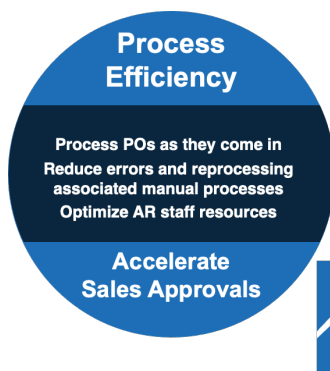 Process
Efficiency
Process POs as they come in
Reduce errors and reprocessing
associated manual processes
Optimize AR staff resources
Accelerate
Sales Approvals